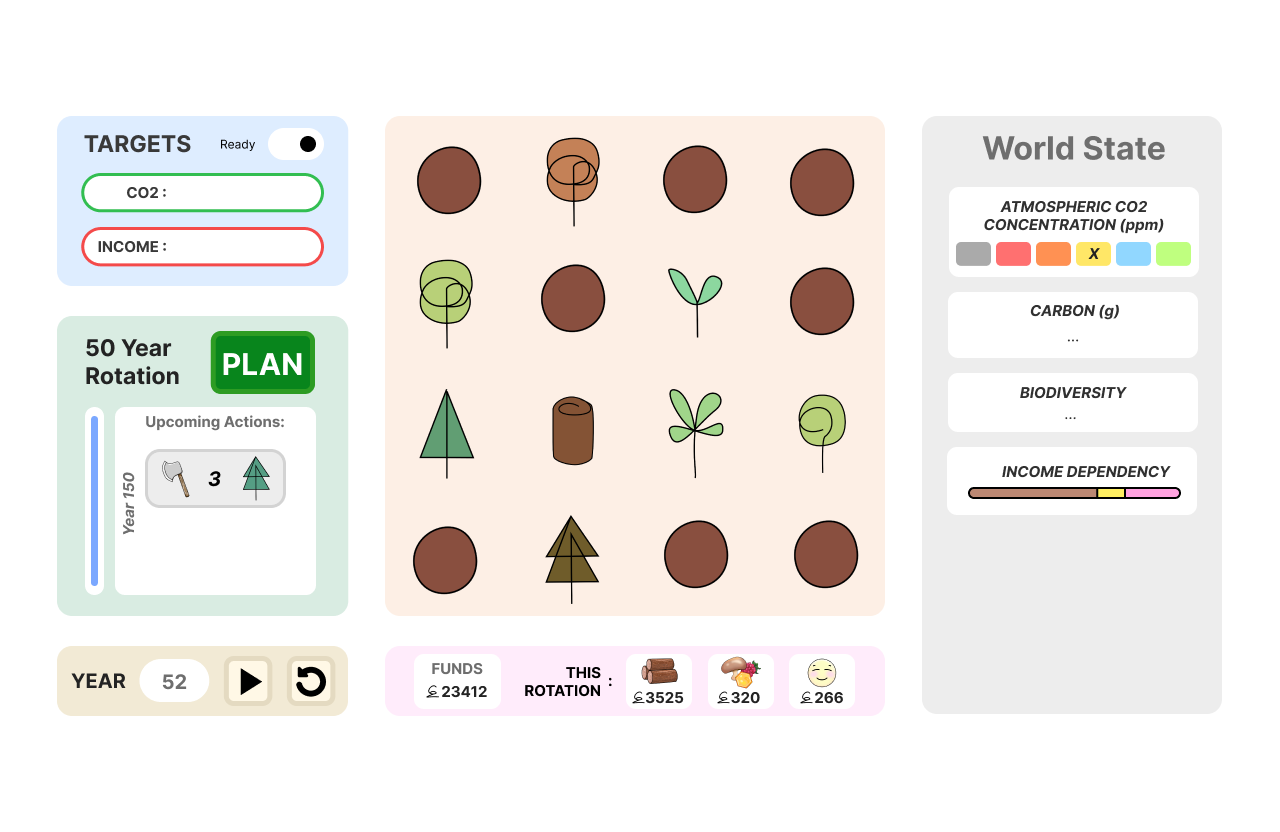 TARGETS
Ready
CO2 :
INCOME :
50 Year
Rotation
PLAN
Upcoming Actions:
Year 150
3
YEAR
52
FUNDS
23412
THIS
ROTATION :
3525
320
266
World State
ATMOSPHERIC CO2
CONCENTRATION (ppm)
X
CARBON (g)
...
BIODIVERSITY
...
INCOME DEPENDENCY